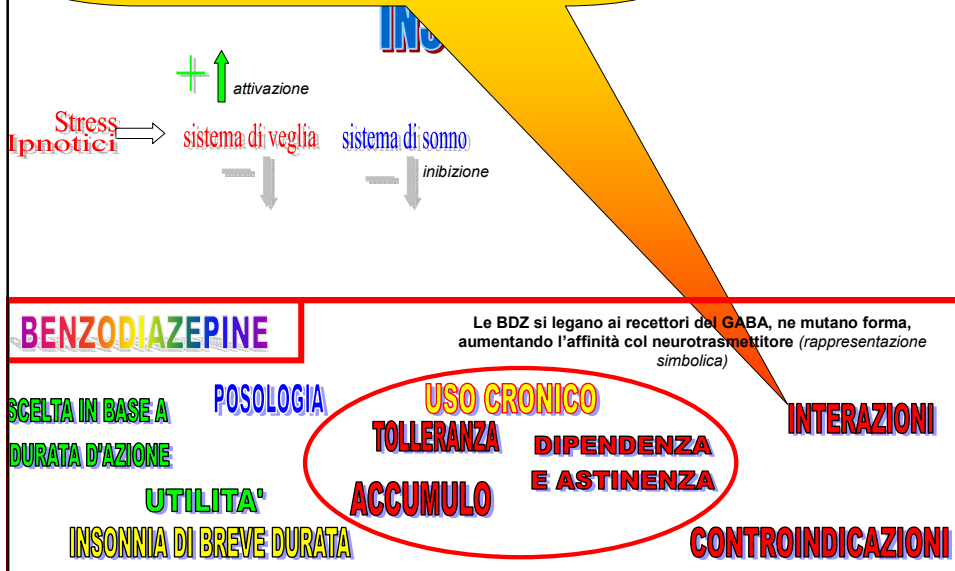 INS
attivazione
Stress
Ipnotici
sistema di veglia
sistema di sonno
inibizione
BENZODIAZEPINE
Le BDZ si legano ai recettori del GABA, ne mutano forma,
aumentando l'affinità col neurotrasmettitore (rappresentazione
simbolica)
SCELTA IN BASE A
DURATA D'AZIONE
POSOLOGIA
USO CRONICO
TOLLERANZA
DIPENDENZA
E ASTINENZA
ACCUMULO
INTERAZIONI
UTILITA'
INSONNIA DI BREVE DURATA
CONTROINDICAZIONI